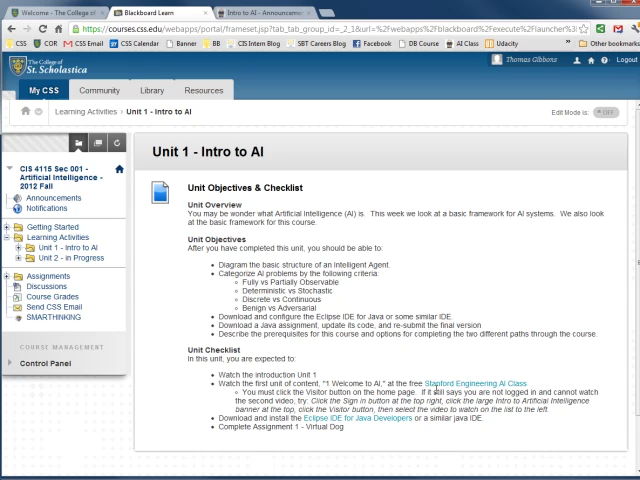 Welcome - The College of
Blackboard Learn
Intro to AI - Announcemen
https://courses.css.edu/webapps/portal/frameset.jsp?tab_tab_group_id=_2_1&url=%2Fwebapps%2Fblackboard%2Fexecute%2Flauncher%3
CSS
COR
CSS Email
CSS Calendar
Banner
BB
CIS Intern Blog
SBT Careers Blog
Facebook
DB Course
AI Class
Udacity
»
Other bookmarks
The College of
St. Scholastica
Thomas Gibbons
Logout
My CSS
Community
Library
Resources
Learning Activities
Unit 1 - Intro to AI
Edit Mode is:
OFF
CIS 4115 Sec 001 -
Artificial Intelligence -
2012 Fall
Announcements
Notifications
Getting Started
Learning Activities
Unit 1 - Intro to AI
Unit 2 - in Progress
Assignments
Discussions
Course Grades
Send CSS Email
SMARTHINKING
COURSE MANAGEMENT
Control Panel
Unit 1 - Intro to AI
Unit Objectives & Checklist
Unit Overview
You may be wonder what Artificial Intelligence (AI) is. This week we look at a basic framework for AI systems. We also look
at the basic framework for this course.
Unit Objectives
After you have completed this unit, you should be able to:
Diagram the basic structure of an Intelligent Agent.
Categorize AI problems by the following criteria:
Fully vs Partially Observable
Deterministic vs Stochastic
Discrete vs Continuous
Benign vs Adversarial
Download and configure the Eclipse IDE for Java or some similar IDE.
Download a Java assignment, update its code, and re-submit the final version
Describe the prerequisites for this course and options for completing the two different paths through the course.
Unit Checklist
In this unit, you are expected to:
Watch the introduction Unit 1
Watch the first unit of content, "1 Welcome to AI," at the free Stanford Engineering AI Class
You must click the Visitor button on the home page. If it still says you are not logged in and cannot watch
the second video, try: Click the Sign in button at the top right, click the large Intro to Artificial Intelligence
banner at the top, click the Visitor button, then select the video to watch on the list to the left.
Download and install the Eclipse IDE for Java Developers or a similar java IDE.
Complete Assignment 1 - Virtual Dog